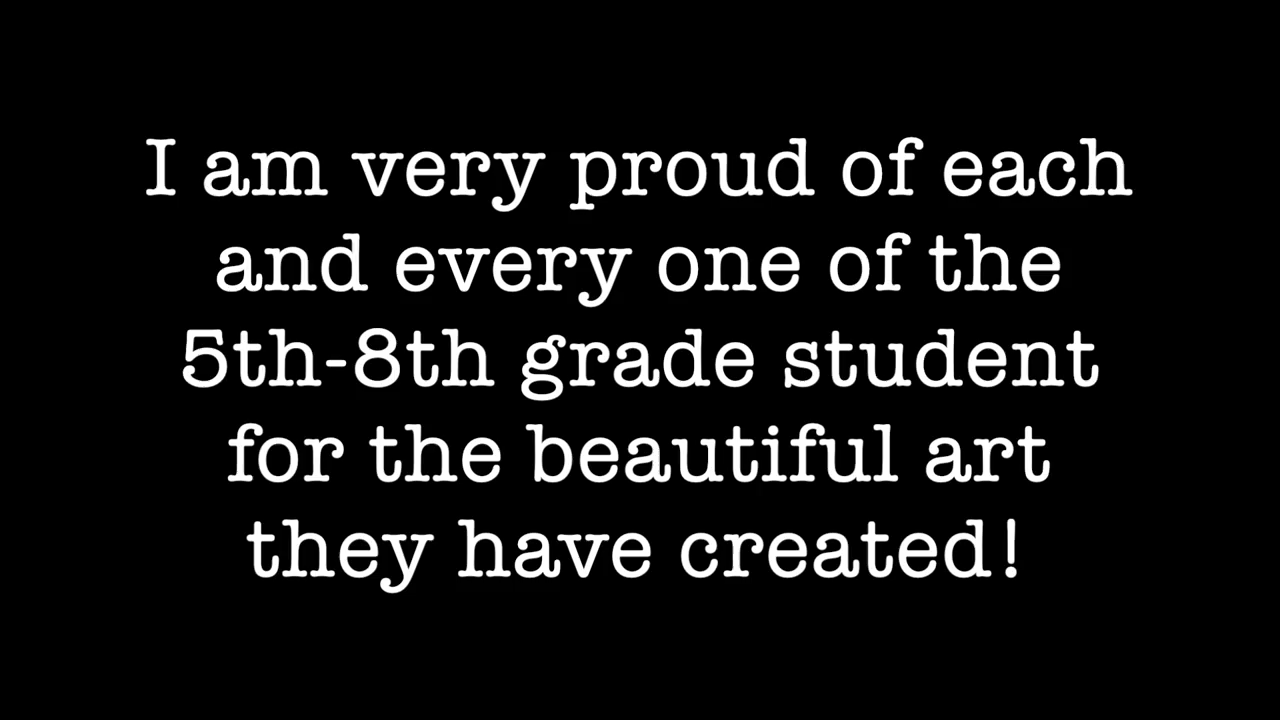 I am very proud of each
and every one of the
5th-8th grade student
for the beautiful art
they have created!